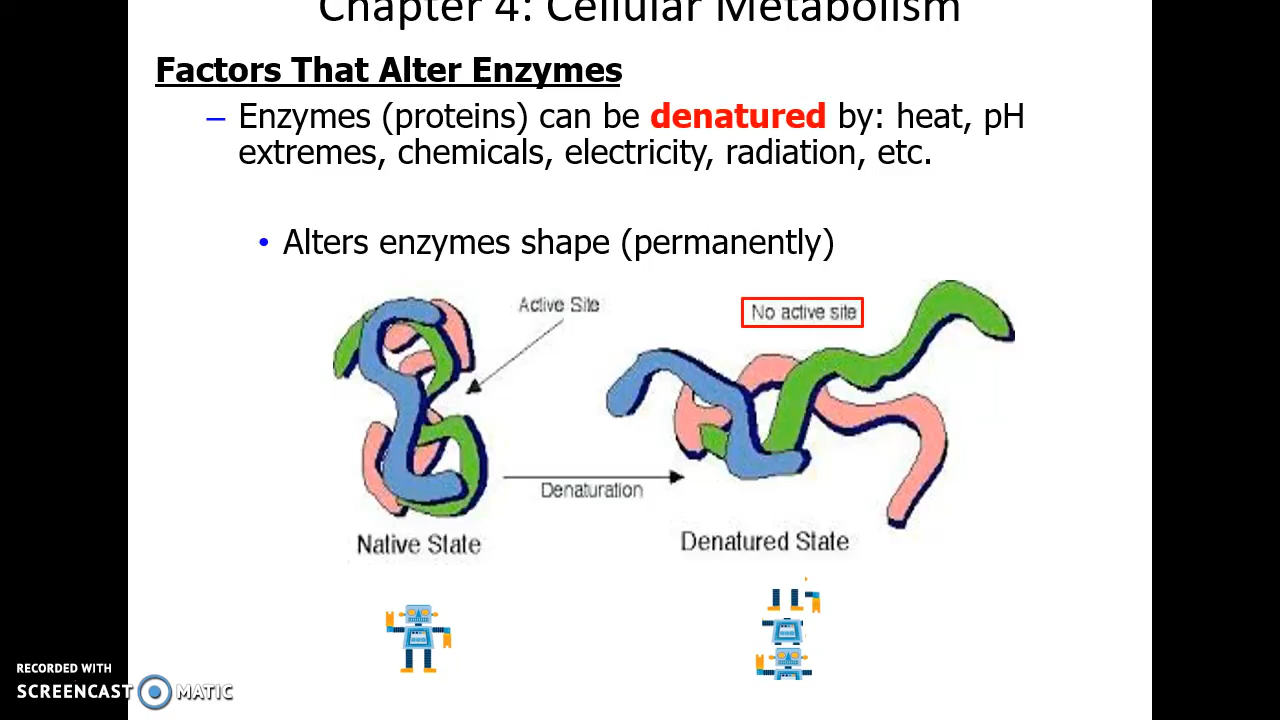 Chapter 4: Cellular Metabolism
Factors That Alter Enzymes
– Enzymes (proteins) can be denatured by: heat, pH
extremes, chemicals, electricity, radiation, etc.
• Alters enzymes shape (permanently)
Active Site
No active site
Denaturation
Native State
Denatured State
RECORDED WITH
SCREENCAST MATIC